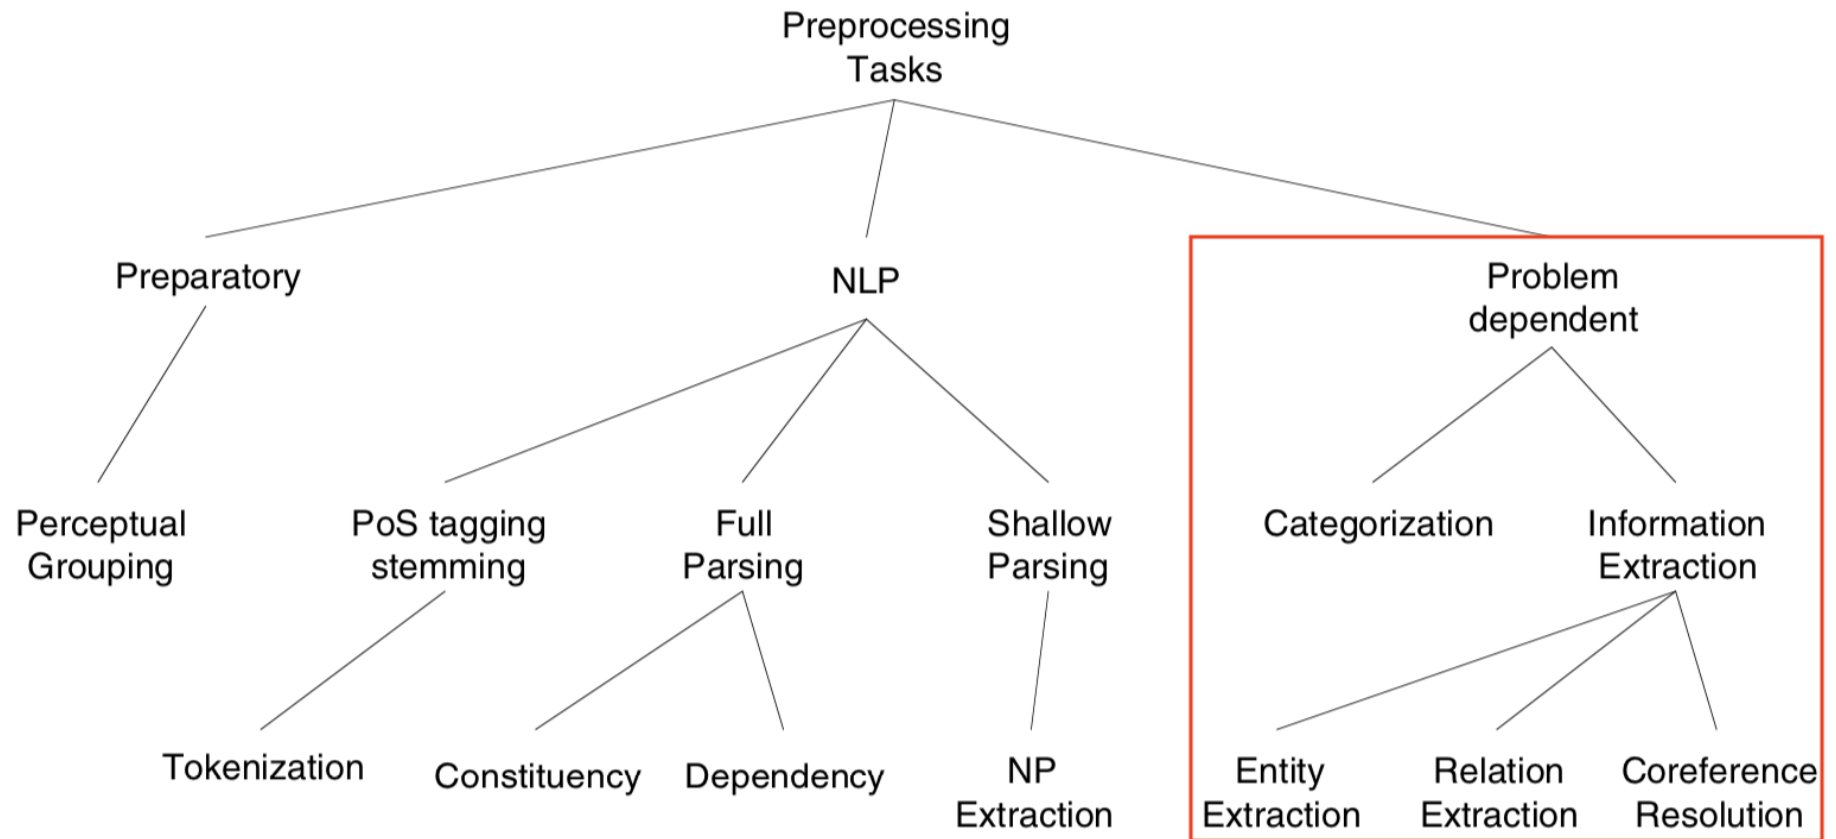 Preprocessing
Tasks
Preparatory
NLP
Problem
dependent
Perceptual
Grouping
PoS tagging
stemming
Full
Parsing
Shallow
Parsing
Categorization
Information
Extraction
Tokenization
Constituency
Dependency
NP
Extraction
Entity
Extraction
Relation
Extraction
Coreference
Resolution